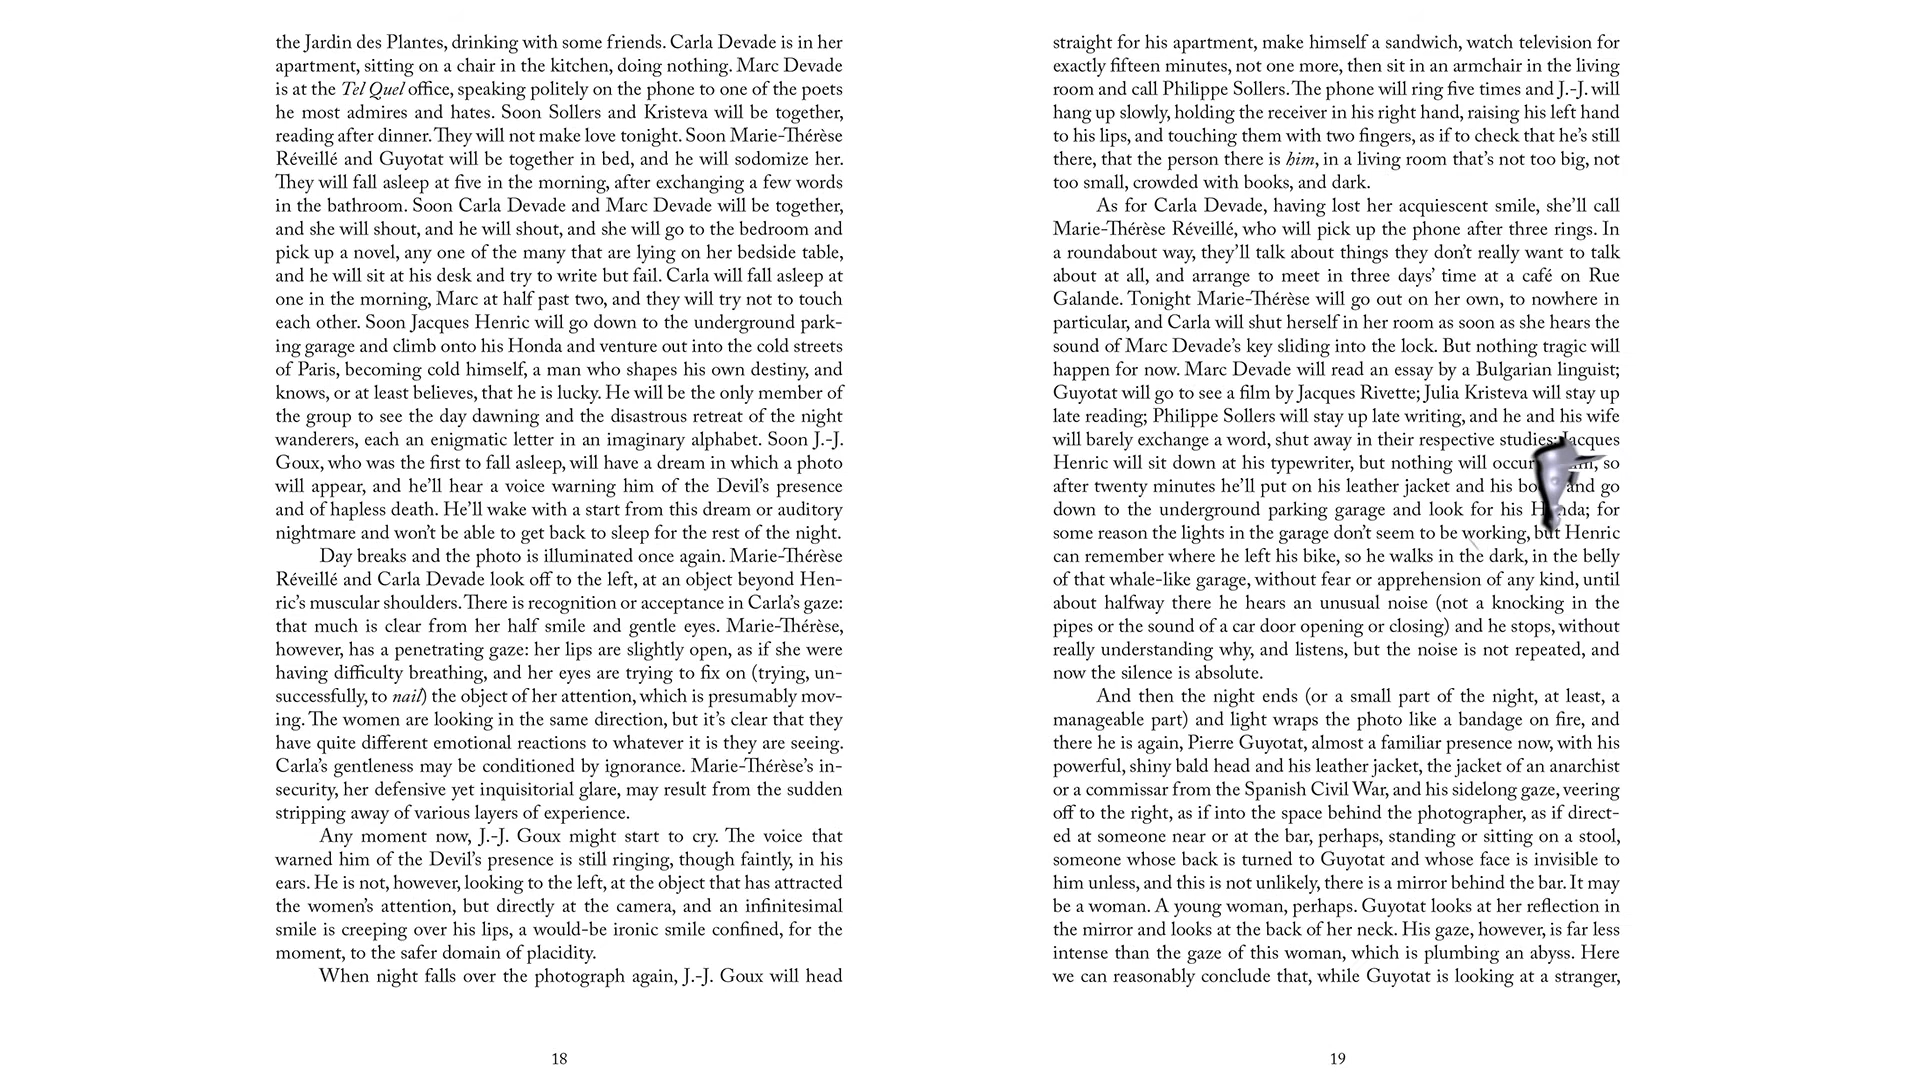 the Jardin des Plantes, drinking with some friends. Carla Devade is in her
apartment, sitting on a chair in the kitchen, doing nothing. Marc Devade
is at the Tel Quel office, speaking politely on the phone to one of the poets
he most admires and hates. Soon Sollers and Kristeva will be together,
reading after dinner. They will not make love tonight. Soon Marie-Thérèse
Réveillé and Guyotat will be together in bed, and he will sodomize her.
They will fall asleep at five in the morning, after exchanging a few words
in the bathroom. Soon Carla Devade and Marc Devade will be together,
and she will shout, and he will shout, and she will go to the bedroom and
pick up a novel, any one of the many that are lying on her bedside table,
and he will sit at his desk and try to write but fail. Carla will fall asleep at
one in the morning, Marc at half past two, and they will try not to touch
each other. Soon Jacques Henric will go down to the underground park-
ing garage and climb onto his Honda and venture out into the cold streets
of Paris, becoming cold himself, a man who shapes his own destiny, and
knows, or at least believes, that he is lucky. He will be the only member of
the group to see the day dawning and the disastrous retreat of the night
wanderers, each an enigmatic letter in an imaginary alphabet. Soon J.-J.
Goux, who was the first to fall asleep, will have a dream in which a photo
will appear, and he'll hear a voice warning him of the Devil's presence
and of hapless death. He'll wake with a start from this dream or auditory
nightmare and won't be able to get back to sleep for the rest of the night.
Day breaks and the photo is illuminated once again. Marie-Thérèse
Réveillé and Carla Devade look off to the left, at an object beyond Hen-
ric's muscular shoulders. There is recognition or acceptance in Carla's gaze:
that much is clear from her half smile and gentle eyes. Marie-Thérèse,
however, has a penetrating gaze: her lips are slightly open, as if she were
having difficulty breathing, and her eyes are trying to fix on (trying, un-
successfully, to nail) the object of her attention, which is presumably mov-
ing. The women are looking in the same direction, but it's clear that they
have quite different emotional reactions to whatever it is they are seeing.
Carla's gentleness may be conditioned by ignorance. Marie-Thérèse's in-
security, her defensive yet inquisitorial glare, may result from the sudden
stripping away of various layers of experience.
Any moment now, J.-J. Goux might start to cry. The voice that
warned him of the Devil's presence is still ringing, though faintly, in his
ears. He is not, however, looking to the left, at the object that has attracted
the women's attention, but directly at the camera, and an infinitesimal
smile is creeping over his lips, a would-be ironic smile confined, for the
moment, to the safer domain of placidity.
When night falls over the photograph again, J.-J. Goux will head
18
straight for his apartment, make himself a sandwich, watch television for
exactly fifteen minutes, not one more, then sit in an armchair in the living
room and call Philippe Sollers. The phone will ring five times and J.-J. will
hang up slowly, holding the receiver in his right hand, raising his left hand
to his lips, and touching them with two fingers, as if to check that he's still
there, that the person there is him, in a living room that's not too big, not
too small, crowded with books, and dark.
As for Carla Devade, having lost her acquiescent smile, she'll call
Marie-Thérèse Réveillé, who will pick up the phone after three rings. In
a roundabout way, they'll talk about things they don't really want to talk
about at all, and arrange to meet in three days' time at a café on Rue
Galande. Tonight Marie-Thérèse will go out on her own, to nowhere in
particular, and Carla will shut herself in her room as soon as she hears the
sound of Marc Devade's key sliding into the lock. But nothing tragic will
happen for now. Marc Devade will read an essay by a Bulgarian linguist;
Guyotat will go to see a film by Jacques Rivette; Julia Kristeva will stay up
late reading; Philippe Sollers will stay up late writing, and he and his wife
will barely exchange a word, shut away in their respective studies; Jacques
Henric will sit down at his typewriter, but nothing will occur so
after twenty minutes he'll put on his leather jacket and his and go
down to the underground parking garage and look for his Honda; for
some reason the lights in the garage don't seem to be working, but Henric
can remember where he left his bike, so he walks in the dark, in the belly
of that whale-like garage, without fear or apprehension of any kind, until
about halfway there he hears an unusual noise (not a knocking in the
pipes or the sound of a car door opening or closing) and he stops, without
really understanding why, and listens, but the noise is not repeated, and
now the silence is absolute.
And then the night ends (or a small part of the night, at least, a
manageable part) and light wraps the photo like a bandage on fire, and
there he is again, Pierre Guyotat, almost a familiar presence now, with his
powerful, shiny bald head and his leather jacket, the jacket of an anarchist
or a commissar from the Spanish Civil War, and his sidelong gaze, veering
off to the right, as if into the space behind the photographer, as if direct-
ed at someone near or at the bar, perhaps, standing or sitting on a stool,
someone whose back is turned to Guyotat and whose face is invisible to
him unless, and this is not unlikely, there is a mirror behind the bar. It may
be a woman. A young woman, perhaps. Guyotat looks at her reflection in
the mirror and looks at the back of her neck. His gaze, however, is far less
intense than the gaze of this woman, which is plumbing an abyss. Here
we can reasonably conclude that, while Guyotat is looking at a stranger,
19